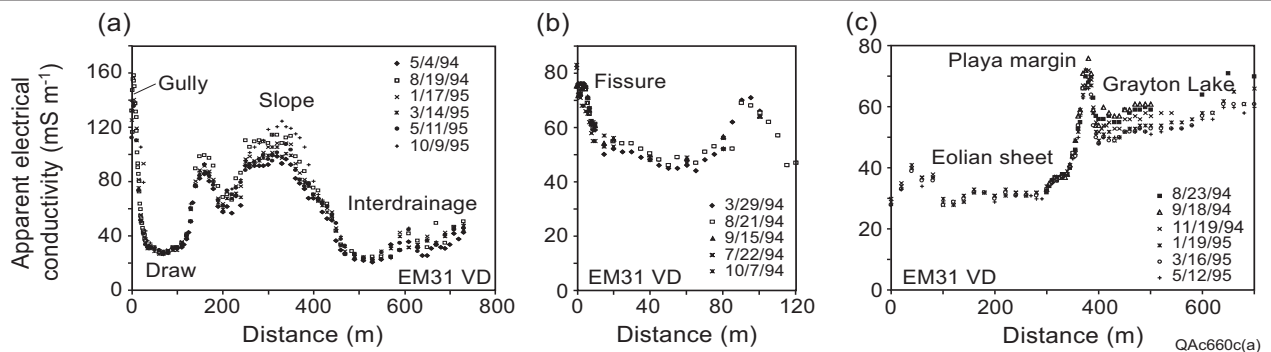 (a)
Apparent electrical
conductivity (mS m⁻¹)
160
120
80
40
0
0 200 400 600 800
Distance (m)
Gully
Draw
Slope
Interdrainage
EM31 VD
5/4/94
8/19/94
1/17/95
3/14/95
5/11/95
10/9/95
(b)
80
60
40
20
0
0 40 80 120
Distance (m)
Fissure
EM31 VD
3/29/94
8/21/94
9/15/94
7/22/94
10/7/94
(c)
80
60
40
20
0
0 200 400 600
Distance (m)
Playa margin
Grayton Lake
Eolian sheet
EM31 VD
8/23/94
9/18/94
11/19/94
1/19/95
3/16/95
5/12/95
QAc660c(a)